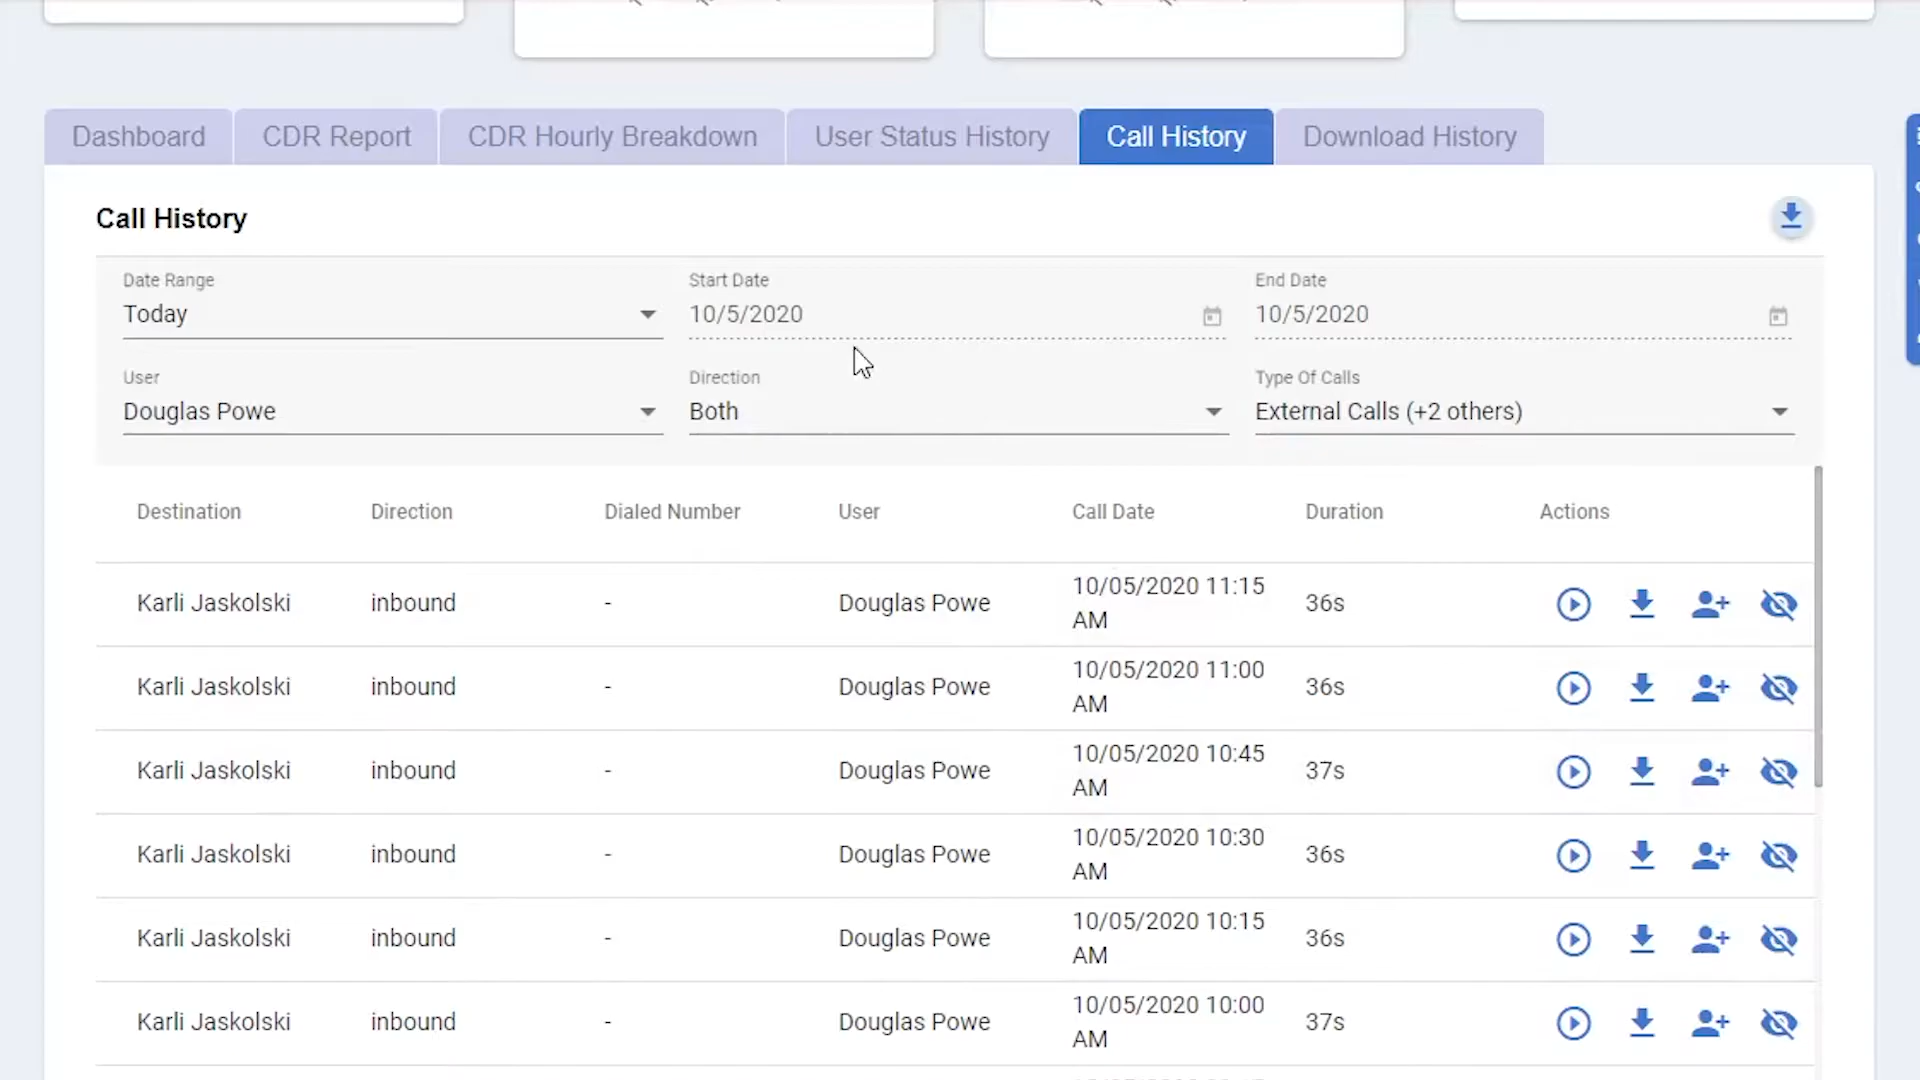 Dashboard
CDR Report
CDR Hourly Breakdown
User Status History
Call History
Download History
Call History
Date Range
Today
Start Date
10/5/2020
End Date
10/5/2020
User
Douglas Powe
Direction
Both
Type Of Calls
External Calls (+2 others)
Destination Direction Dialed Number User Call Date Duration Actions
Karli Jaskolski inbound - Douglas Powe 10/05/2020 11:15 36s
AM
Karli Jaskolski inbound - Douglas Powe 10/05/2020 11:00 36s
AM
Karli Jaskolski inbound - Douglas Powe 10/05/2020 10:45 37s
AM
Karli Jaskolski inbound - Douglas Powe 10/05/2020 10:30 36s
AM
Karli Jaskolski inbound - Douglas Powe 10/05/2020 10:15 36s
AM
Karli Jaskolski inbound - Douglas Powe 10/05/2020 10:00 37s
AM